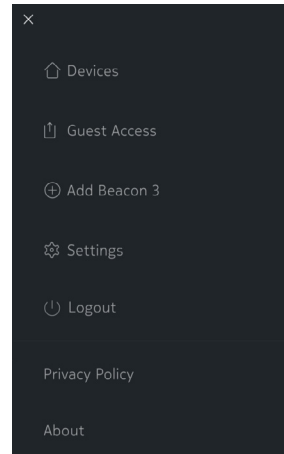 Devices
Guest Access
Add Beacon 3
Settings
Logout
Privacy Policy
About